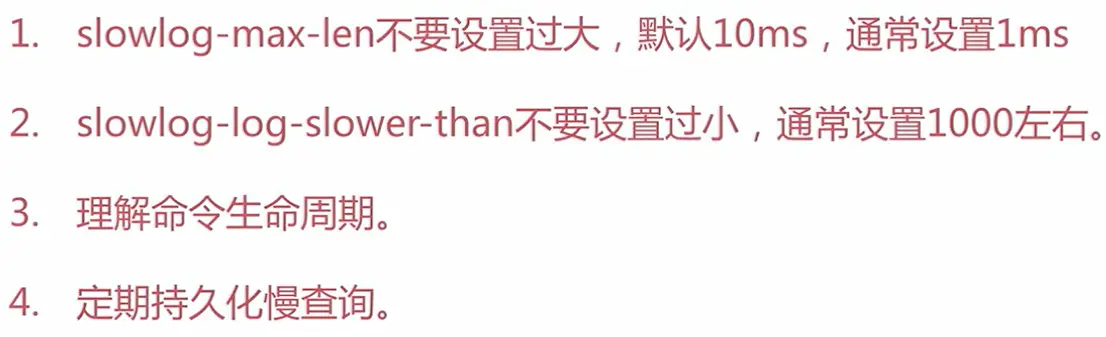 1. slowlog-max-len不要设置过大，默认10ms，通常设置1ms
2. slowlog-log-slower-than不要设置过小，通常设置1000左右。
3. 理解命令生命周期。
4. 定期持久化慢查询。